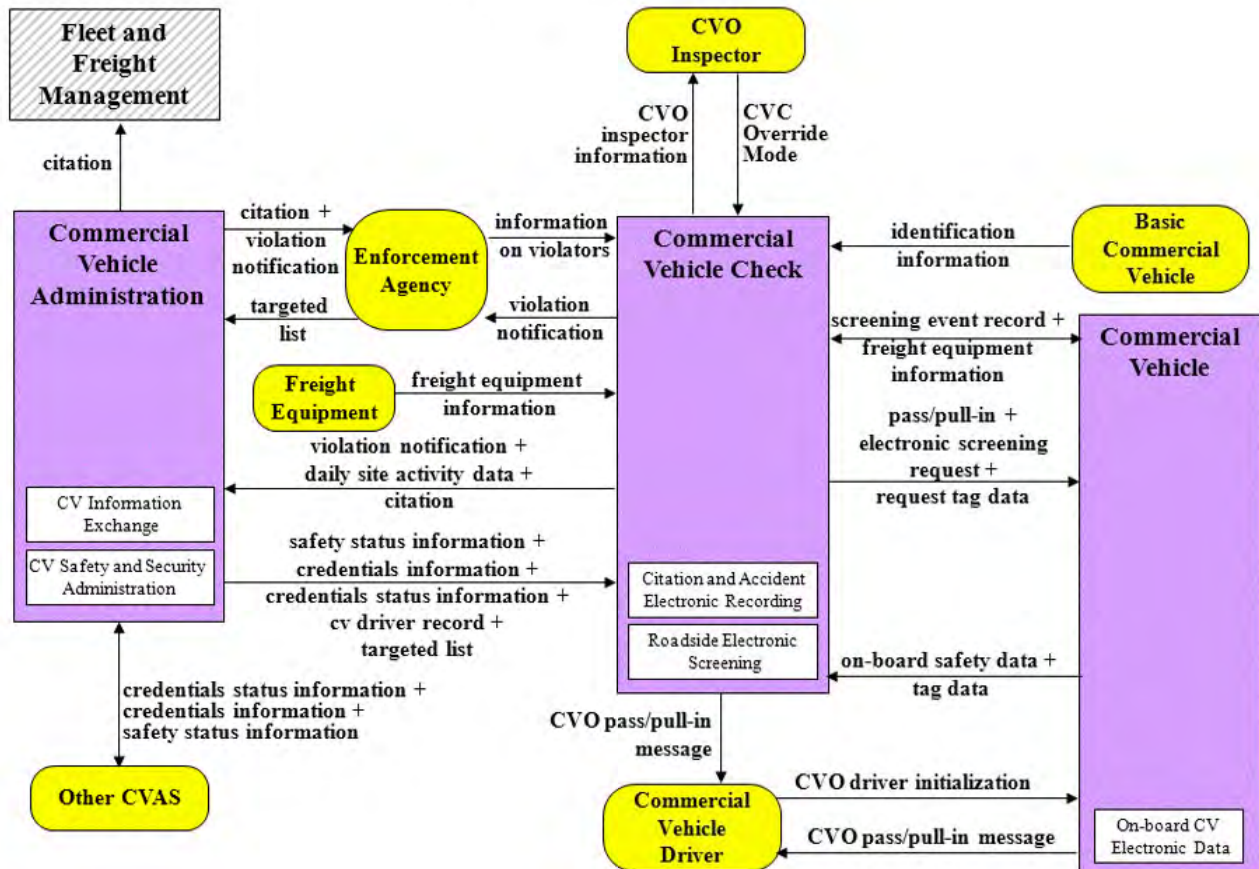 Fleet and
Freight
Management
citation
CVO
Inspector
CVO
inspector
information
CVC
Override
Mode
Commercial
Vehicle
Administration
citation +
violation
notification
targeted
list
Enforcement
Agency
information
on violators
violation
notification
Commercial
Vehicle Check
identification
information
Basic
Commercial
Vehicle
screening event record +
freight equipment
information
Commercial
Vehicle
Freight
Equipment
freight equipment
information
pass/pull-in +
electronic screening
request +
request tag data
violation notification +
daily site activity data +
citation
CV Information
Exchange
CV Safety and Security
Administration
safety status information +
credentials information +
credentials status information +
cv driver record +
targeted list
Citation and Accident
Electronic Recording
Roadside Electronic
Screening
on-board safety data +
tag data
credentials status information +
credentials information +
safety status information
Other CVAS
CVO pass/pull-in
message
Commercial
Vehicle
Driver
CVO driver initialization
CVO pass/pull-in message
On-board CV
Electronic Data